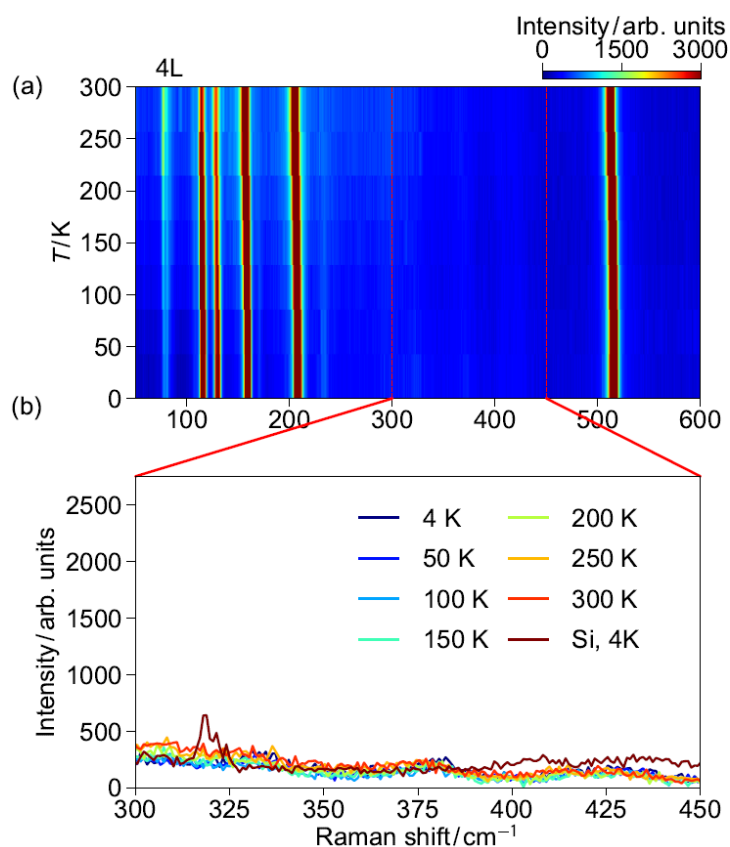 Intensity/arb. units
0 1500 3000
4L
(a)
300
250
200
150
100
50
0
T/K
100 200 300 400 500 600
(b)
2500
2000
1500
1000
500
0
Intensity/arb. units
4 K 200 K
50 K 250 K
100 K 300 K
150 K Si, 4K
300 325 350 375 400 425 450
Raman shift/cm⁻¹